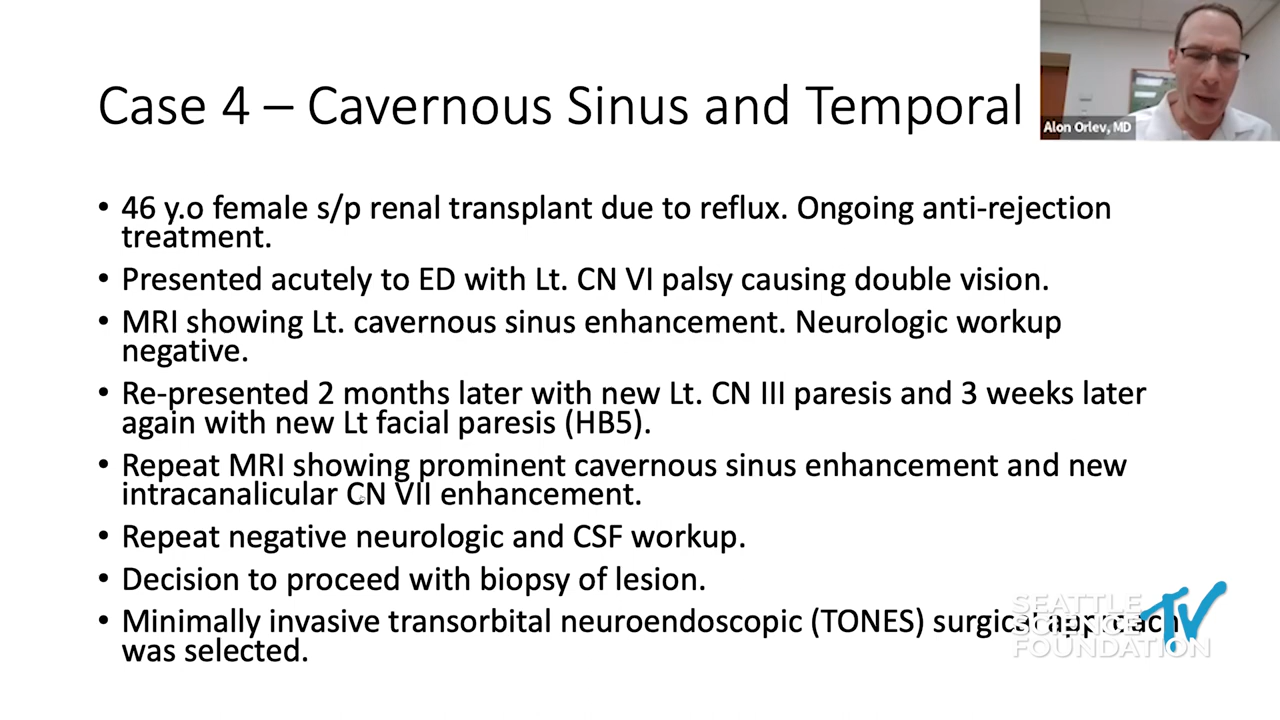 Case 4 – Cavernous Sinus and Temporal
Alon Orlev, MD
• 46 y.o female s/p renal transplant due to reflux. Ongoing anti-rejection
treatment.
• Presented acutely to ED with Lt. CN VI palsy causing double vision.
• MRI showing Lt. cavernous sinus enhancement. Neurologic workup
negative.
• Re-presented 2 months later with new Lt. CN III paresis and 3 weeks later
again with new Lt facial paresis (HB5).
• Repeat MRI showing prominent cavernous sinus enhancement and new
intracanalicular CN VII enhancement.
• Repeat negative neurologic and CSF workup.
• Decision to proceed with biopsy of lesion.
• Minimally invasive transorbital neuroendoscopic (TONES) surgical approach
was selected.
SEATTLE
SCIENCE
FOUNDATION
TV